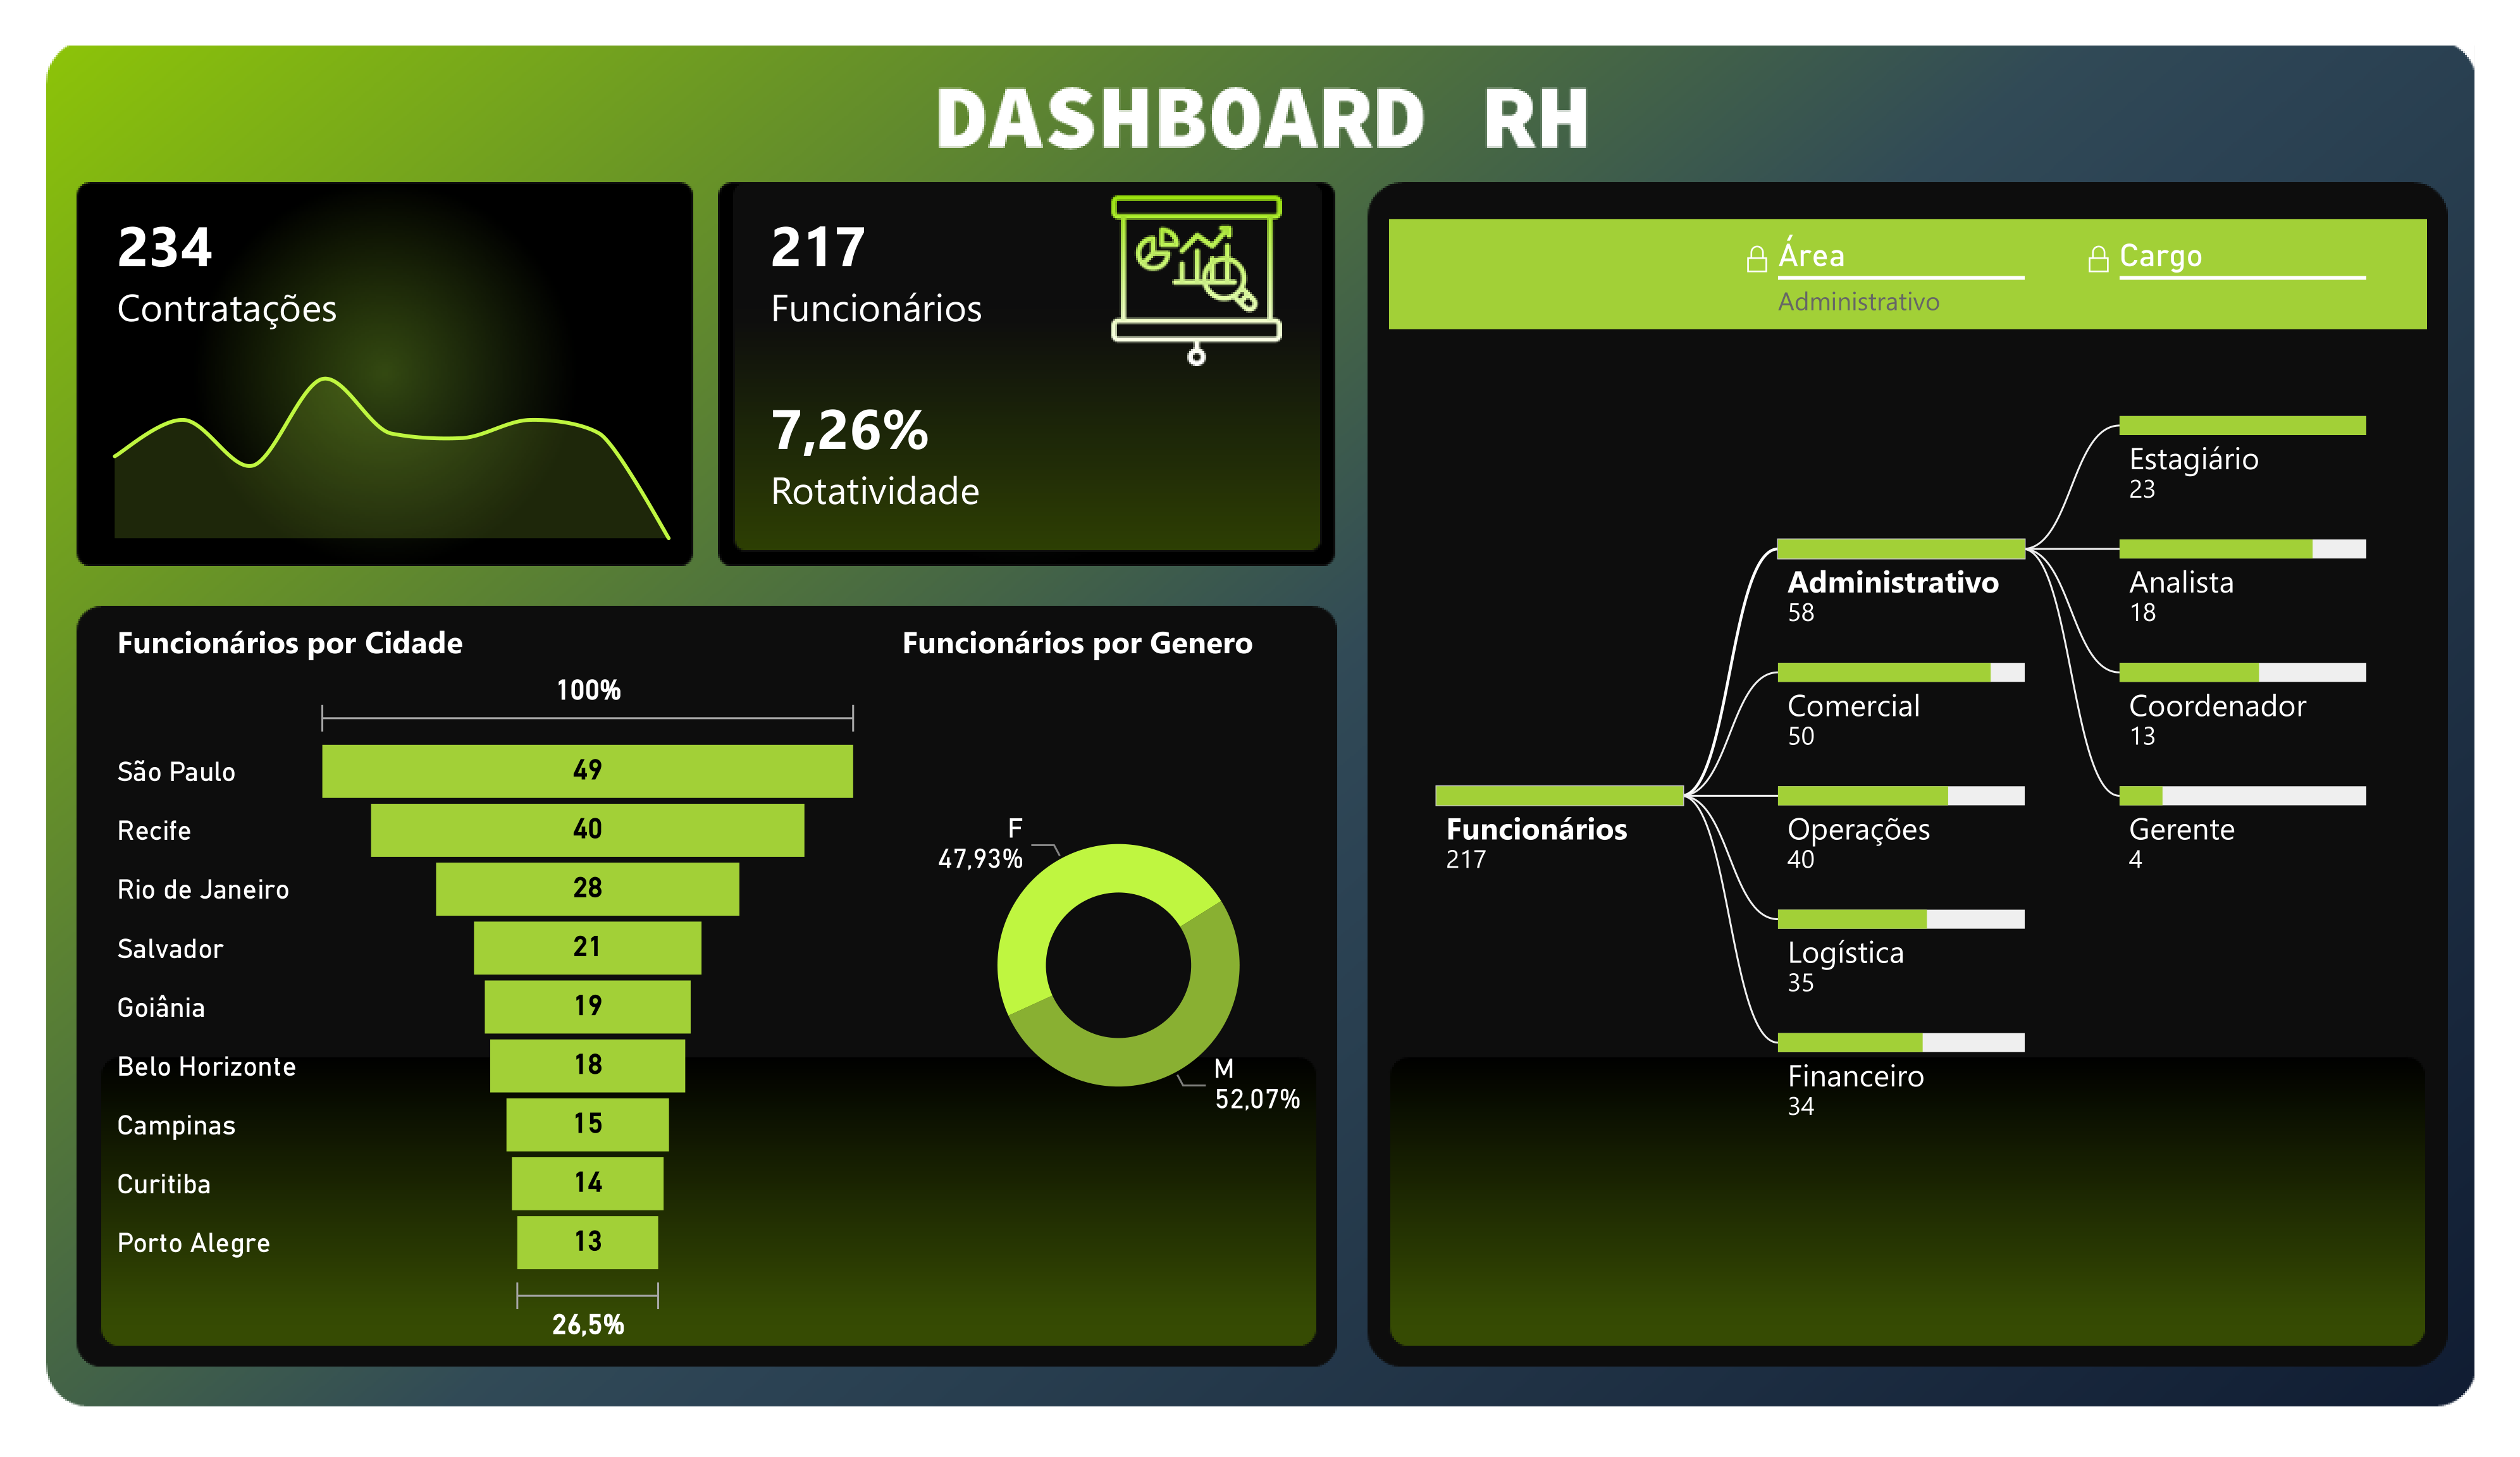 DASHBOARD RH
234
Contratações
217
Funcionários
7,26%
Rotatividade
Funcionários por Cidade
100%
São Paulo 49
Recife 40
Rio de Janeiro 28
Salvador 21
Goiânia 19
Belo Horizonte 18
Campinas 15
Curitiba 14
Porto Alegre 13
26,5%
Funcionários por Genero
F
47,93%
M
52,07%
Área
Administrativo
Cargo
Funcionários
217
Administrativo
58
Comercial
50
Operações
40
Logística
35
Financeiro
34
Estagiário
23
Analista
18
Coordenador
13
Gerente
4